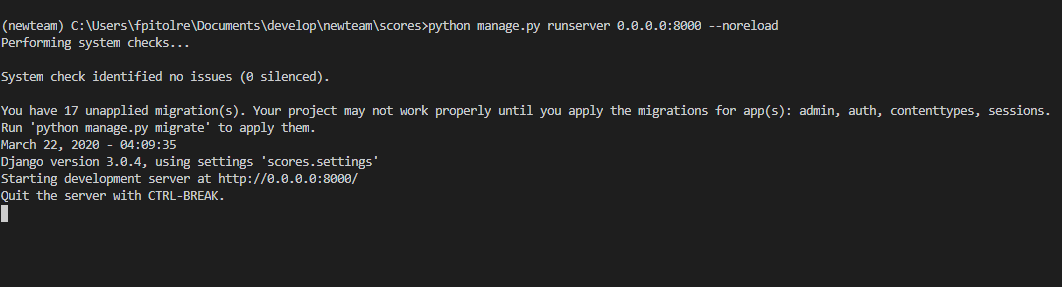 (newteam) C:\Users\fpitolre\Documents\develop\newteam\scores>python manage.py runserver 0.0.0.0:8000 --noreload
Performing system checks...
System check identified no issues (0 silenced).
You have 17 unapplied migration(s). Your project may not work properly until you apply the migrations for app(s): admin, auth, contenttypes, sessions.
Run 'python manage.py migrate' to apply them.
March 22, 2020 - 04:09:35
Django version 3.0.4, using settings 'scores.settings'
Starting development server at http://0.0.0.0:8000/
Quit the server with CTRL-BREAK.